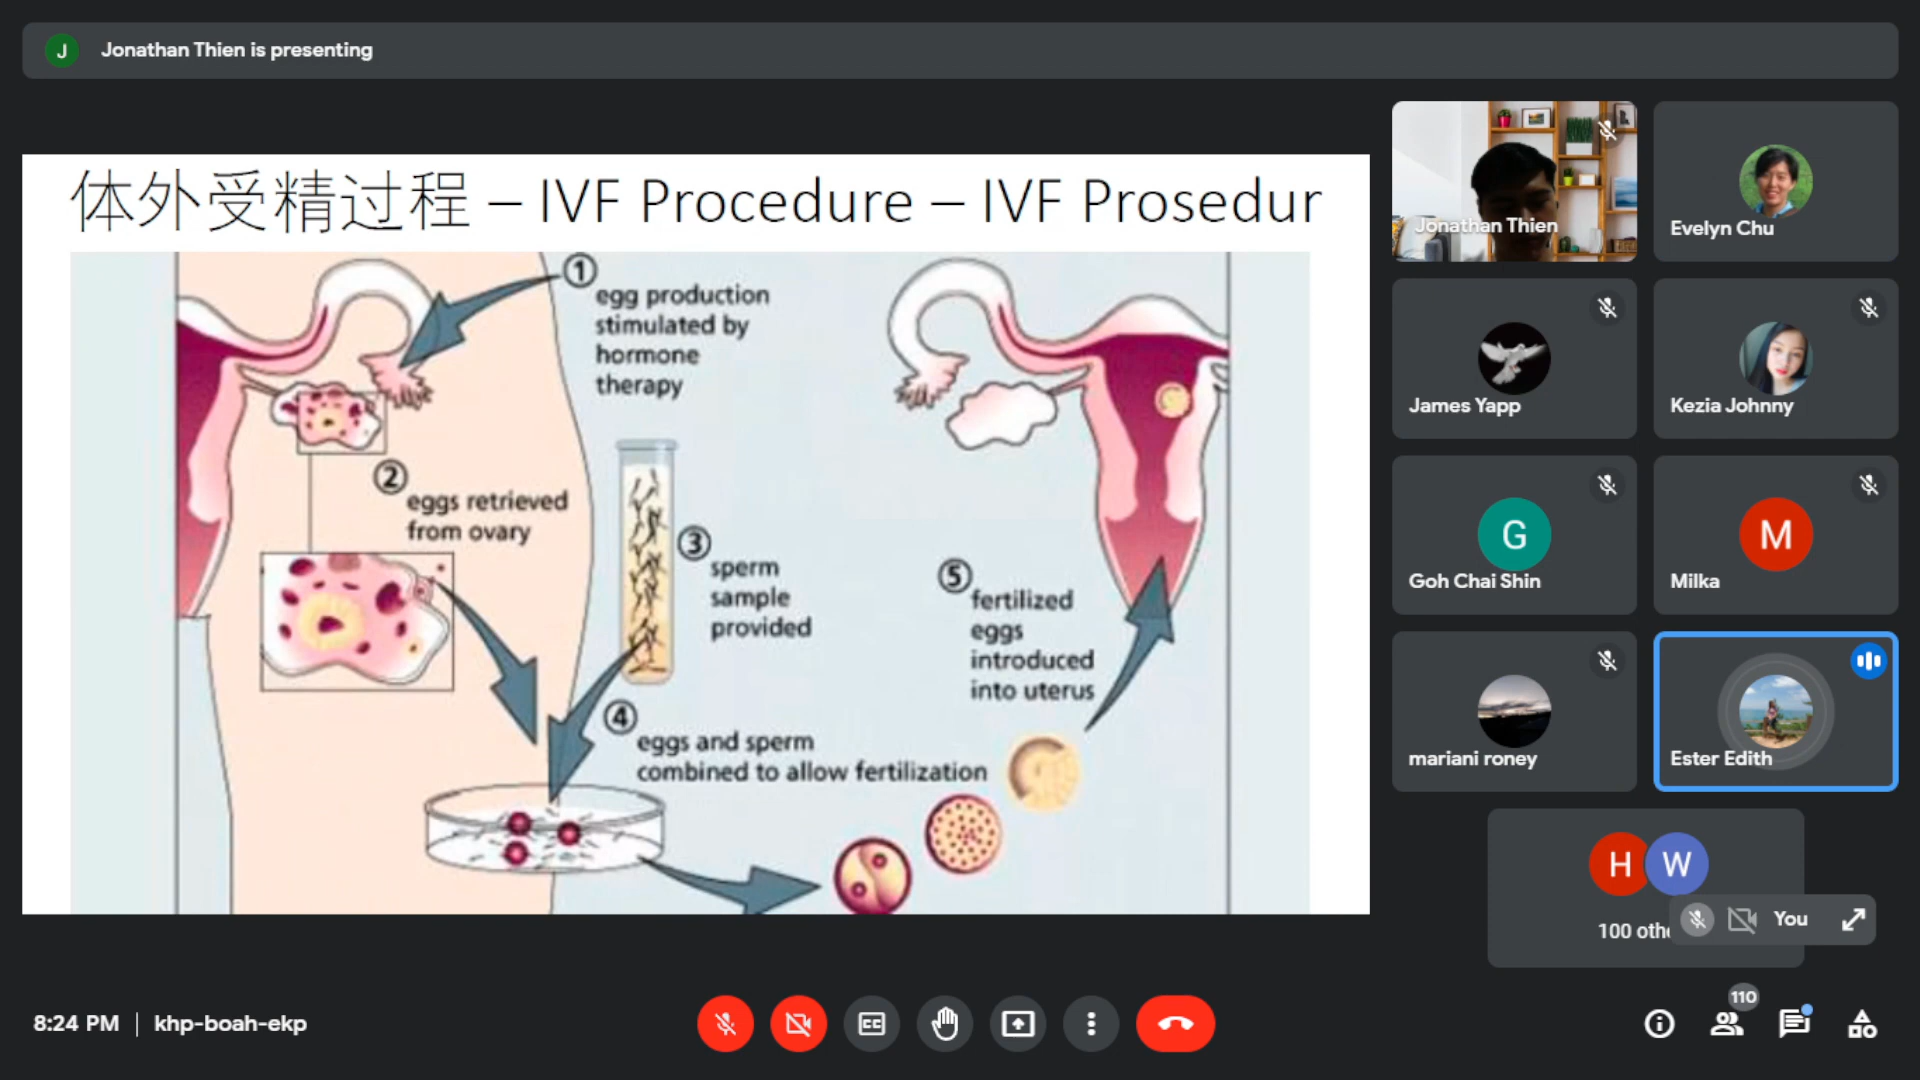 J
Jonathan Thien is presenting
体外受精过程 – IVF Procedure – IVF Prosedur
1
egg production
stimulated by
hormone
therapy
2
eggs retrieved
from ovary
3
sperm
sample
provided
4
eggs and sperm
combined to allow fertilization
5
fertilized
eggs
introduced
into uterus
Jonathan Thien
Evelyn Chu
James Yapp
Kezia Johnny
G
Goh Chai Shin
M
Milka
mariani roney
Ester Edith
H
W
100 othe
You
8:24 PM | khp-boah-ekp
CC
110